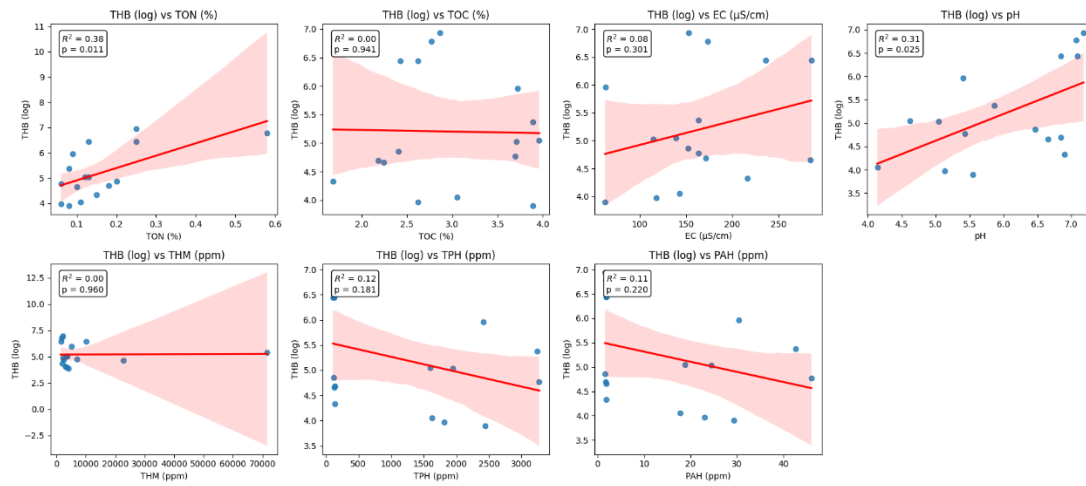 THB (log) vs TON (%)
R² = 0.38
p = 0.011
THB (log)
11
10
9
8
7
6
5
4
0.1
0.2
0.3
0.4
0.5
0.6
TON (%)
THB (log) vs TOC (%)
R² = 0.00
p = 0.941
THB (log)
7.0
6.5
6.0
5.5
5.0
4.5
4.0
2.0
2.5
3.0
3.5
4.0
TOC (%)
THB (log) vs EC (µS/cm)
R² = 0.08
p = 0.301
THB (log)
7.0
6.5
6.0
5.5
5.0
4.5
4.0
100
150
200
250
EC (µS/cm)
THB (log) vs pH
R² = 0.31
p = 0.025
THB (log)
7.0
6.5
6.0
5.5
5.0
4.5
4.0
3.5
4.0
4.5
5.0
5.5
6.0
6.5
7.0
pH
THB (log) vs THM (ppm)
R² = 0.00
p = 0.960
THB (log)
12.5
10.0
7.5
5.0
2.5
0.0
−2.5
0
10000
20000
30000
40000
50000
60000
70000
THM (ppm)
THB (log) vs TPH (ppm)
R² = 0.12
p = 0.181
THB (log)
7.0
6.5
6.0
5.5
5.0
4.5
4.0
3.5
0
500
1000
1500
2000
2500
3000
TPH (ppm)
THB (log) vs PAH (ppm)
R² = 0.11
p = 0.220
THB (log)
7.0
6.5
6.0
5.5
5.0
4.5
4.0
3.5
0
10
20
30
40
PAH (ppm)